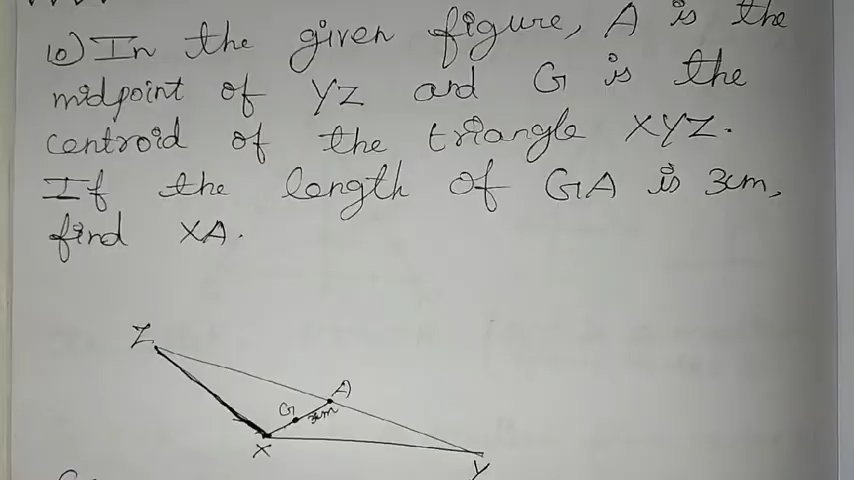 10) In the given figure, A is the
midpoint of YZ and G is the
centroid of the triangle XYZ.
If the length of GA is 3cm,
find XA.
Z
A
G
3cm
X
Y